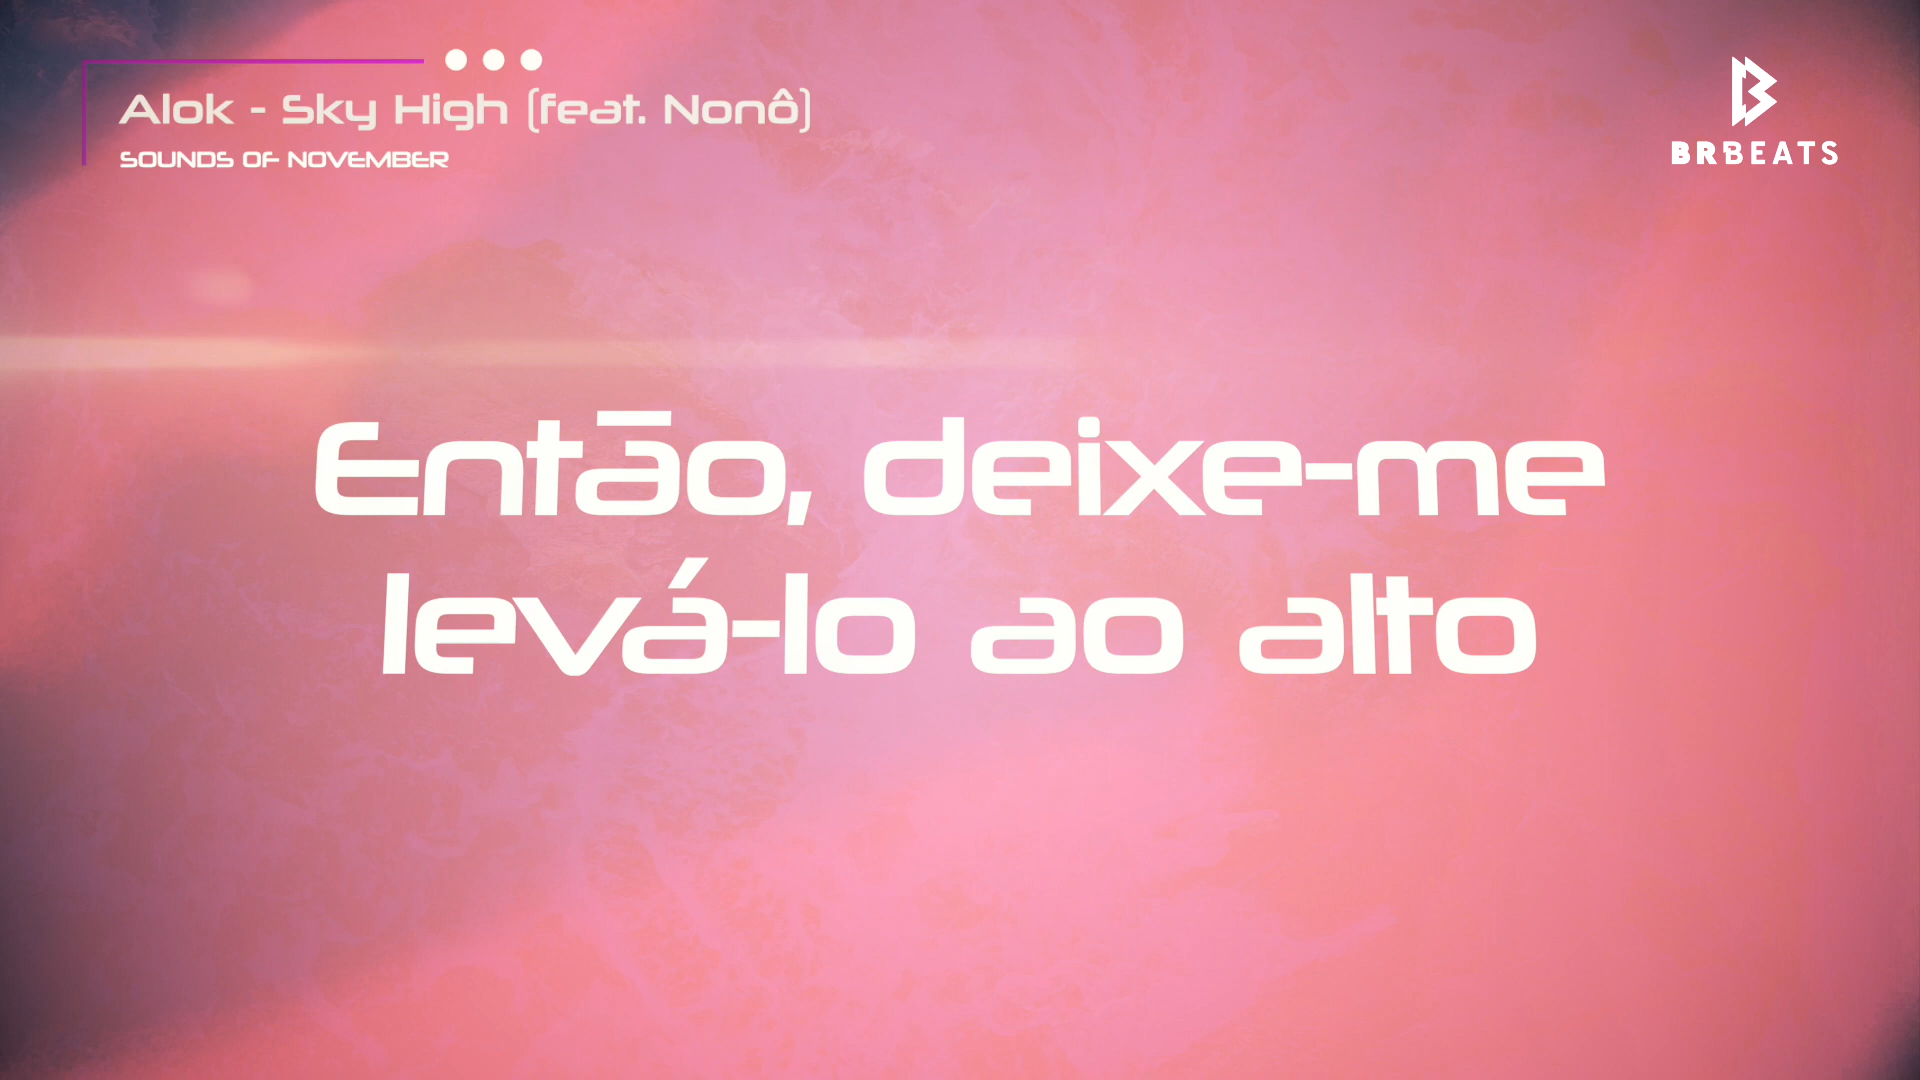 Alok - Sky High (feat. Nonô)
SOUNDS OF NOVEMBER
BRBEATS
Então, deixe-me
levá-lo ao alto